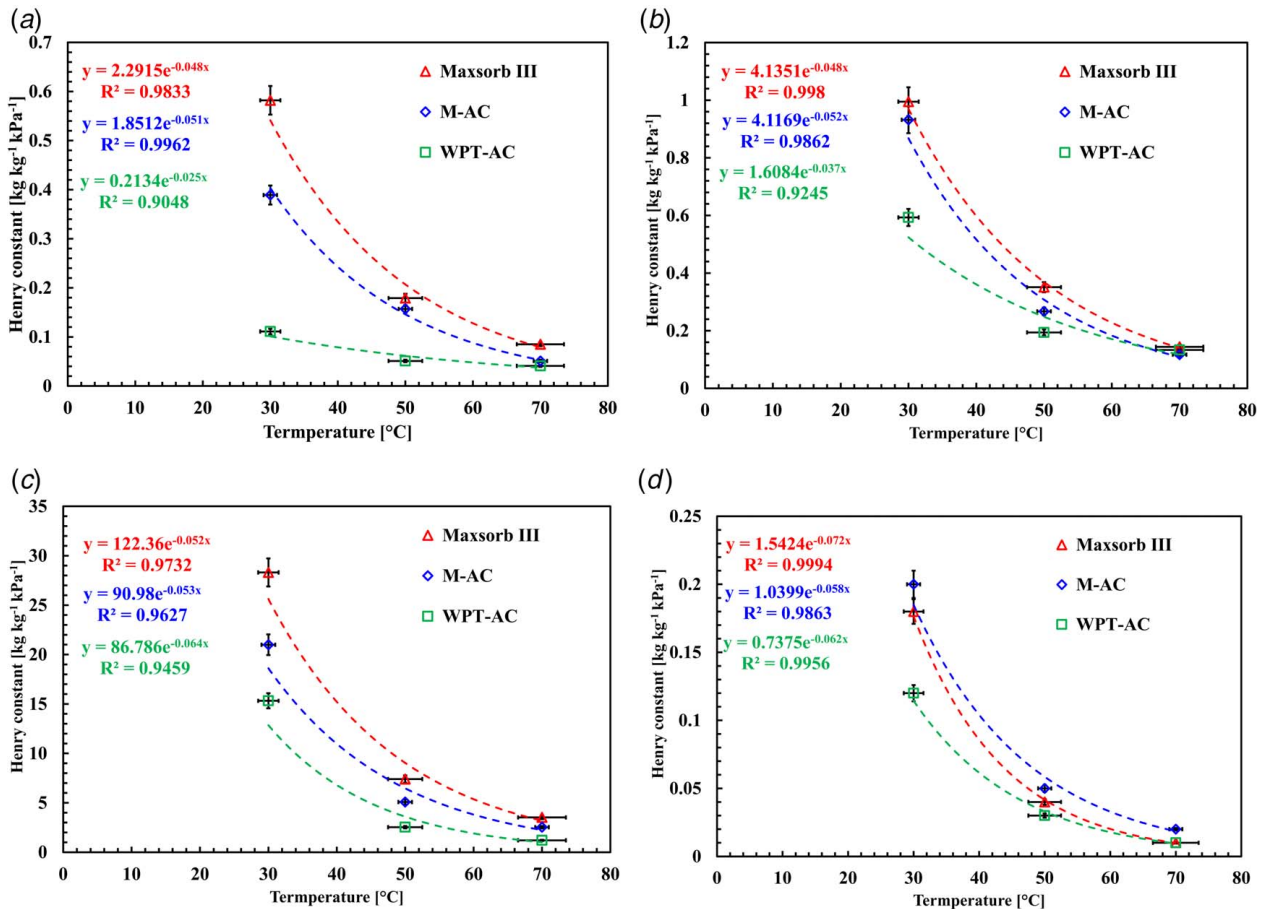 (a)
0.7
0.6
0.5
0.4
0.3
0.2
0.1
0
0 10 20 30 40 50 60 70 80
Henry constant [kg kg⁻¹ kPa⁻¹]
Termperature [°C]
y = 2.2915e⁻⁰·⁰⁴⁸ˣ
R² = 0.9833
y = 1.8512e⁻⁰·⁰⁵¹ˣ
R² = 0.9962
y = 0.2134e⁻⁰·⁰²⁵ˣ
R² = 0.9048
Maxsorb III
M-AC
WPT-AC
(b)
1.2
1
0.8
0.6
0.4
0.2
0
0 10 20 30 40 50 60 70 80
Henry constant [kg kg⁻¹ kPa⁻¹]
Termperature [°C]
y = 4.1351e⁻⁰·⁰⁴⁸ˣ
R² = 0.998
y = 4.1169e⁻⁰·⁰⁵²ˣ
R² = 0.9862
y = 1.6084e⁻⁰·⁰³⁷ˣ
R² = 0.9245
Maxsorb III
M-AC
WPT-AC
(c)
35
30
25
20
15
10
5
0
0 10 20 30 40 50 60 70 80
Henry constant [kg kg⁻¹ kPa⁻¹]
Termperature [°C]
y = 122.36e⁻⁰·⁰⁵²ˣ
R² = 0.9732
y = 90.98e⁻⁰·⁰⁵³ˣ
R² = 0.9627
y = 86.786e⁻⁰·⁰⁶⁴ˣ
R² = 0.9459
Maxsorb III
M-AC
WPT-AC
(d)
0.25
0.2
0.15
0.1
0.05
0
0 10 20 30 40 50 60 70 80
Henry constant [kg kg⁻¹ kPa⁻¹]
Termperature [°C]
y = 1.5424e⁻⁰·⁰⁷²ˣ
R² = 0.9994
y = 1.0399e⁻⁰·⁰⁵⁸ˣ
R² = 0.9863
y = 0.7375e⁻⁰·⁰⁶²ˣ
R² = 0.9956
Maxsorb III
M-AC
WPT-AC